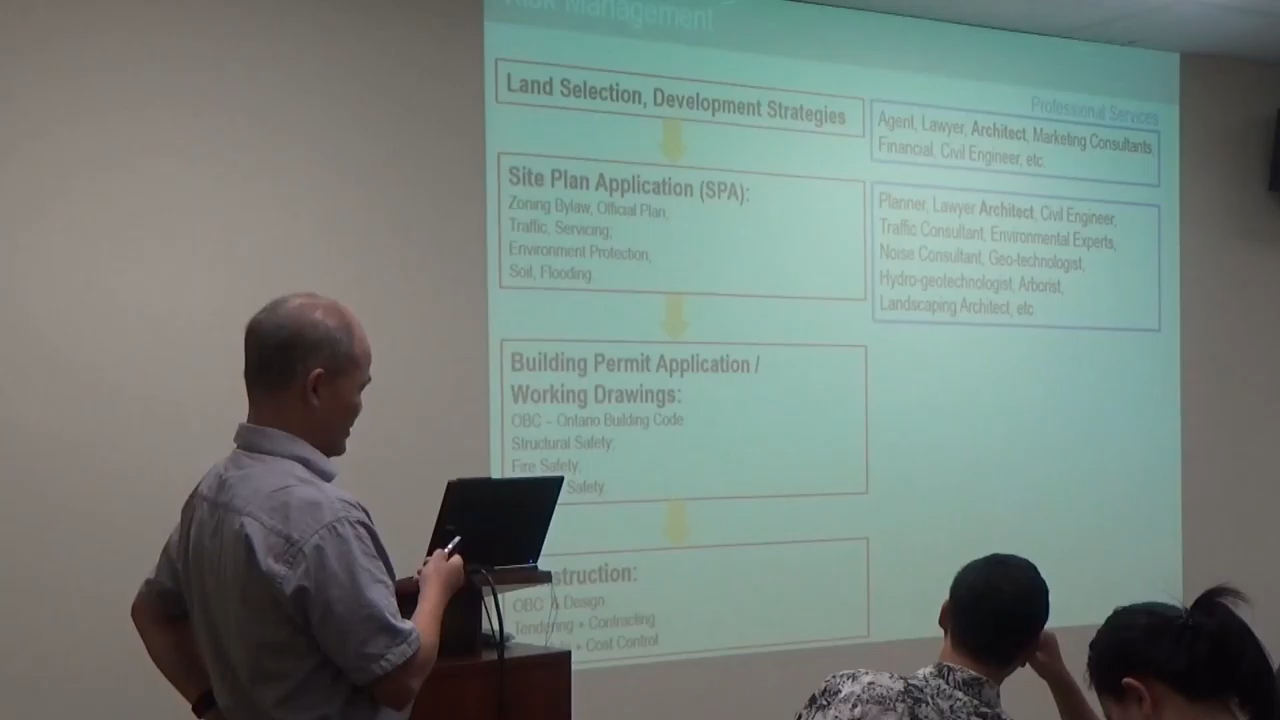 Risk Management
Land Selection, Development Strategies
Professional Services
Agent, Lawyer, Architect, Marketing Consultants,
Financial, Civil Engineer, etc.
Site Plan Application (SPA):
Zoning Bylaw, Official Plan,
Traffic, Servicing,
Environment Protection,
Soil, Flooding
Planner, Lawyer Architect, Civil Engineer,
Traffic Consultant, Environmental Experts,
Noise Consultant, Geo-technologist,
Hydro-geotechnologist, Arborist,
Landscaping Architect, etc
Building Permit Application /
Working Drawings:
OBC – Ontario Building Code
Structural Safety,
Fire Safety,
Safety,
struction:
OBC & Design
Tendering + Contracting
+ Cost Control